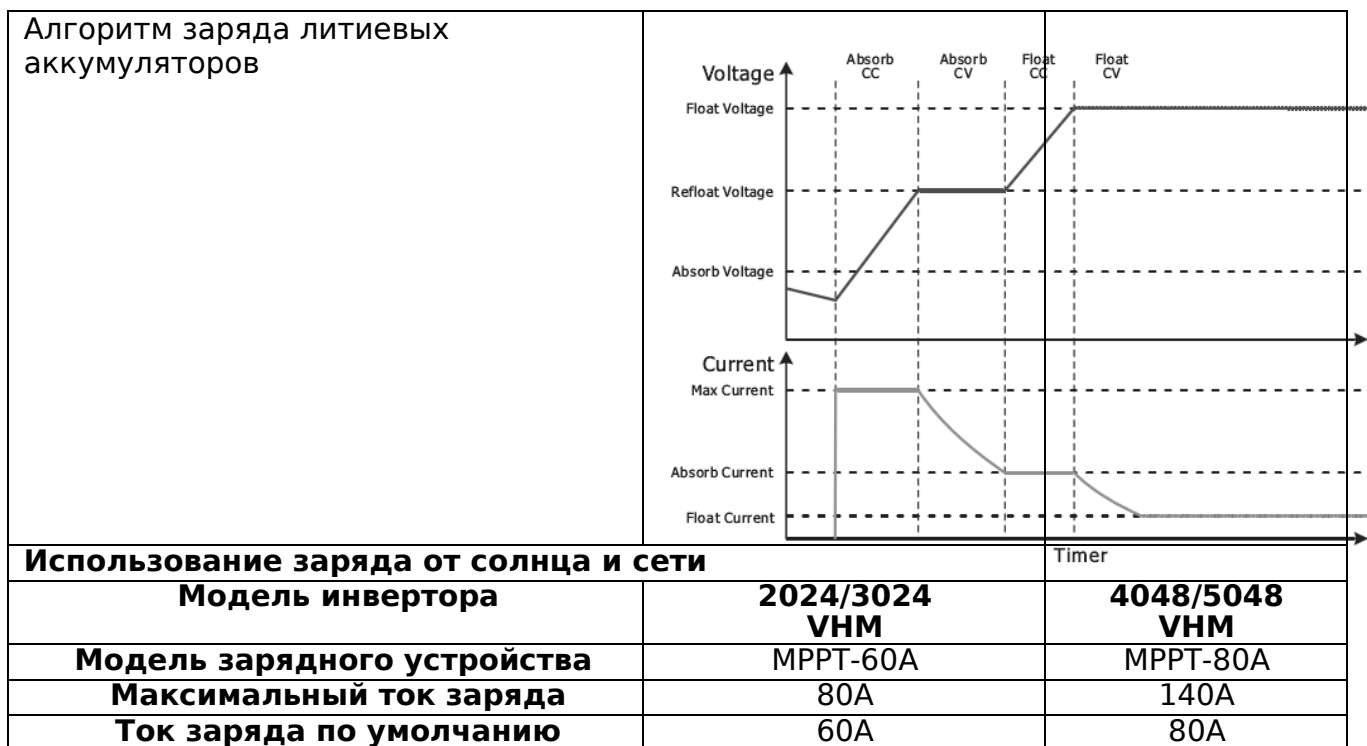 Алгоритм заряда литиевых
аккумуляторов
Voltage
Absorb CC
Absorb CV
Float CC
Float CV
Float Voltage
Refloat Voltage
Absorb Voltage
Current
Max Current
Absorb Current
Float Current
Timer
Использование заряда от солнца и сети
Модель инвертора 2024/3024 VHM 4048/5048 VHM
Модель зарядного устройства MPPT-60A MPPT-80A
Максимальный ток заряда 80A 140A
Ток заряда по умолчанию 60A 80A